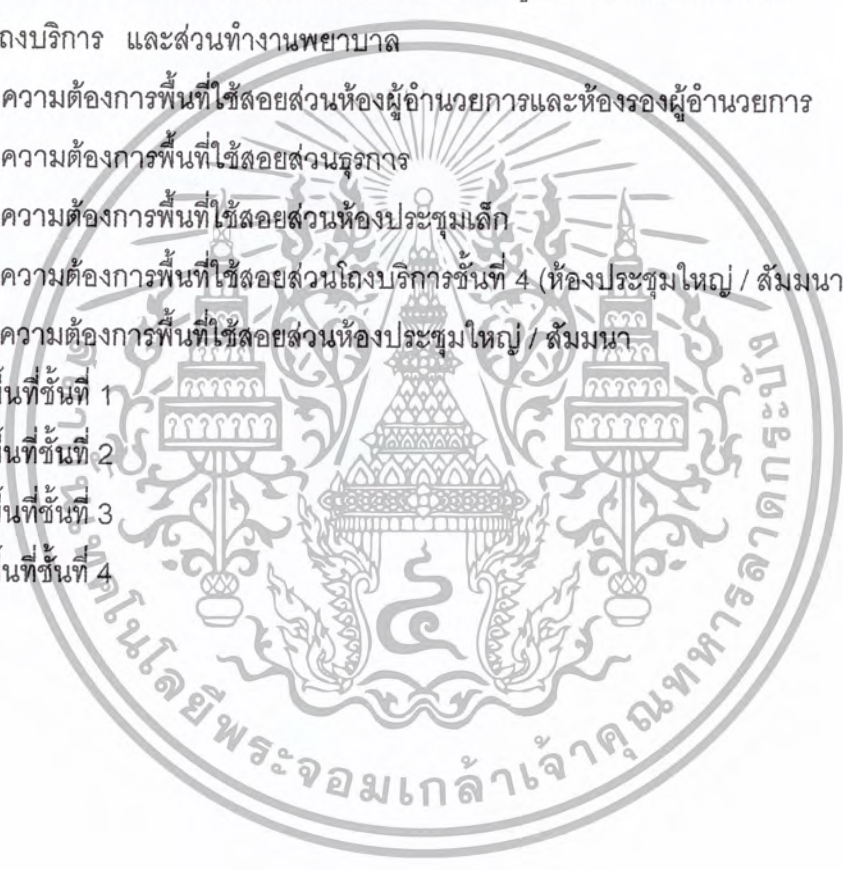 ถงบริการ และส่วนทำงานพยาบาล
ความต้องการพื้นที่ใช้สอยส่วนห้องผู้อำนวยการและห้องรองผู้อำนวยการ
ความต้องการพื้นที่ใช้สอยส่วนธุรการ
ความต้องการพื้นที่ใช้สอยส่วนห้องประชุมเล็ก
ความต้องการพื้นที่ใช้สอยส่วนโถงบริการชั้นที่ 4 (ห้องประชุมใหญ่ / สัมมนา
ความต้องการพื้นที่ใช้สอยส่วนห้องประชุมใหญ่ / สัมมนา
พื้นที่ชั้นที่ 1
พื้นที่ชั้นที่ 2
พื้นที่ชั้นที่ 3
พื้นที่ชั้นที่ 4
สถาบันเทคโนโลยีพระจอมเกล้าเจ้าคุณทหารลาดกระบัง